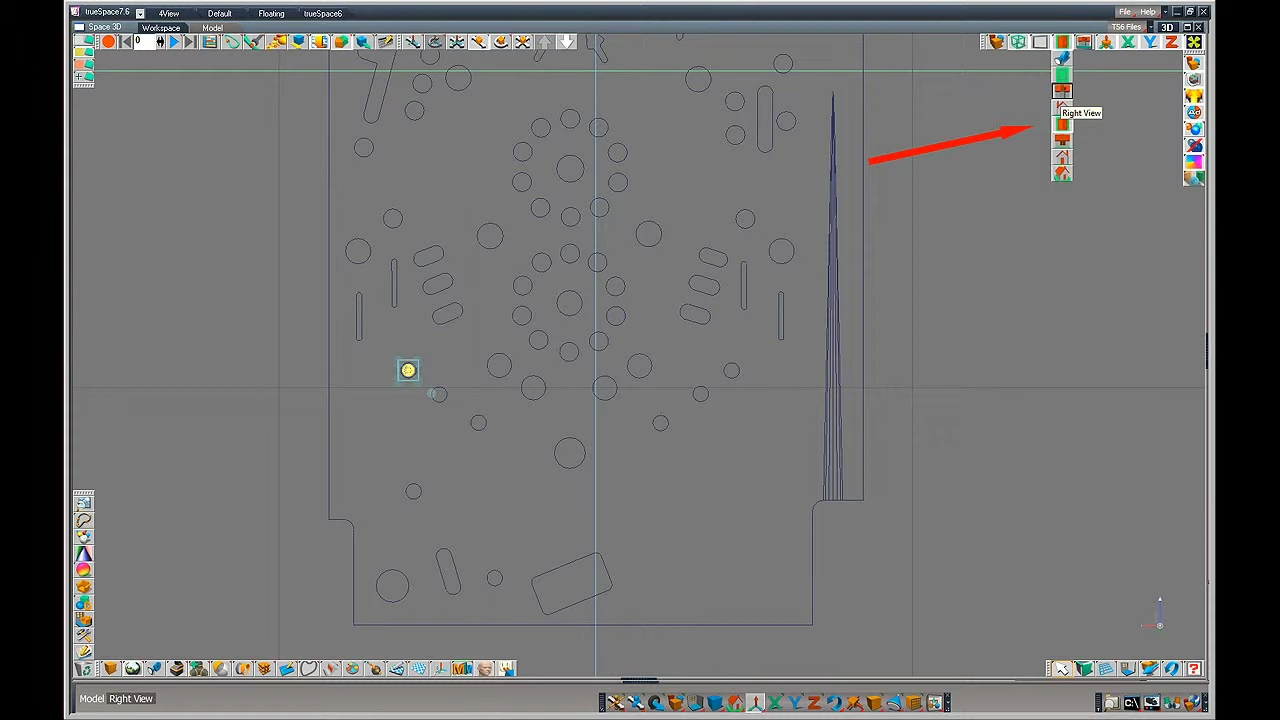 trueSpace7.6 4View Default Floating trueSpace6 File Help
Space 3D Workspace Model TS6 Files 3D
0
Right View
Model Right View